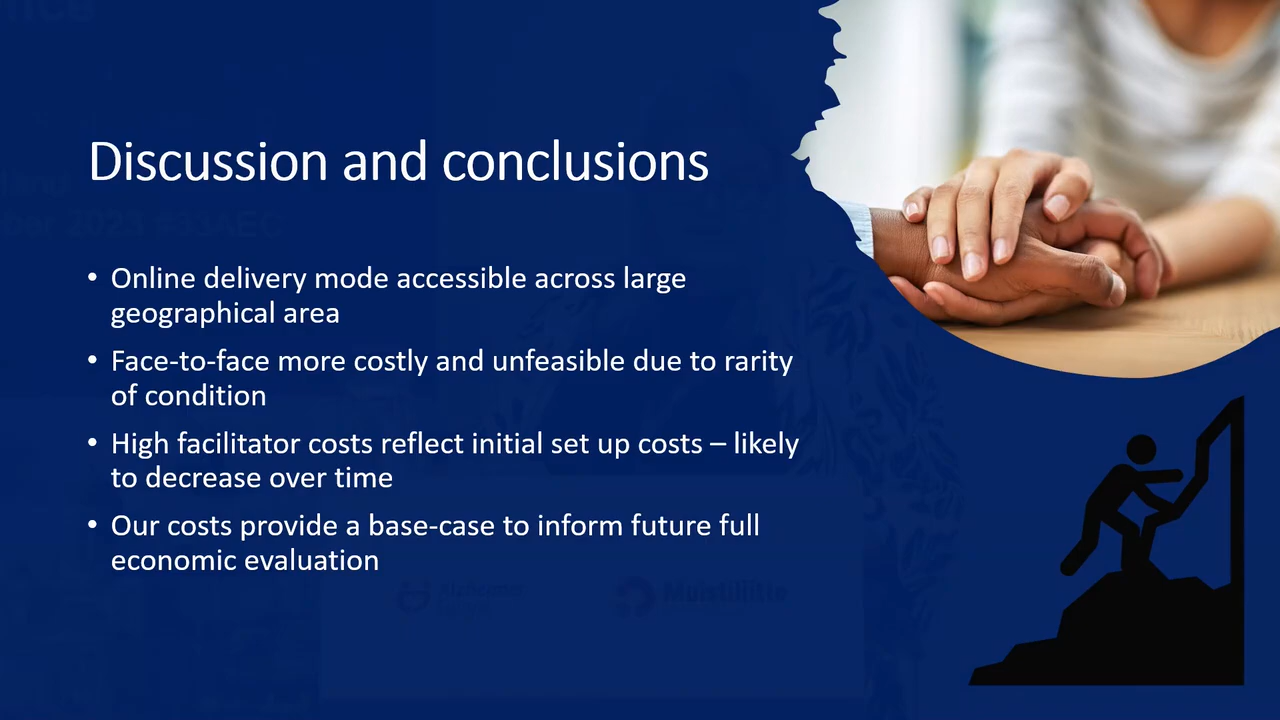 Discussion and conclusions
• Online delivery mode accessible across large
geographical area
• Face-to-face more costly and unfeasible due to rarity
of condition
• High facilitator costs reflect initial set up costs – likely
to decrease over time
• Our costs provide a base-case to inform future full
economic evaluation
Muistiliitto